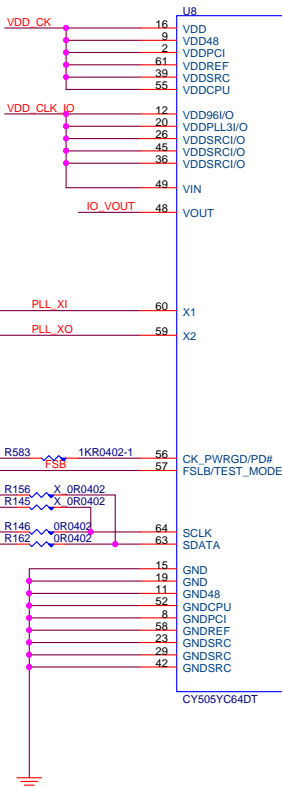 U8
VDD_CK 16 VDD
9 VDD48
2 VDDPCI
61 VDDREF
39 VDDSRC
55 VDDCPU
VDD_CLK_IO 12 VDD96I/O
20 VDDPLL3I/O
26 VDDSRCI/O
45 VDDSRCI/O
36 VDDSRCI/O
49 VIN
IO_VOUT 48 VOUT
PLL_XI 60 X1
PLL_XO 59 X2
R583 1KR0402-1 56 CK_PWRGD/PD#
FSB 57 FSLB/TEST_MODE
R156 X_0R0402
R145 X_0R0402
R146 0R0402 64 SCLK
R162 0R0402 63 SDATA
15 GND
19 GND
11 GND48
52 GNDCPU
8 GNDPCI
58 GNDREF
23 GNDSRC
29 GNDSRC
42 GNDSRC
CY505YC64DT